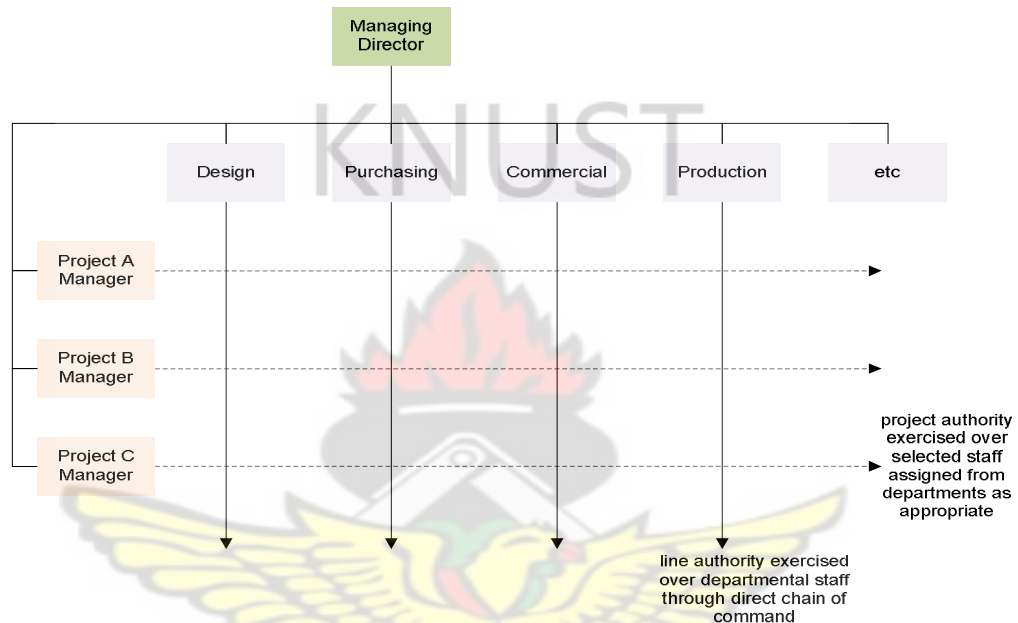 Managing
Director
KNUST
Design
Purchasing
Commercial
Production
etc
Project A
Manager
Project B
Manager
Project C
Manager
project authority
exercised over
selected staff
assigned from
departments as
appropriate
line authority exercised
over departmental staff
through direct chain of
command